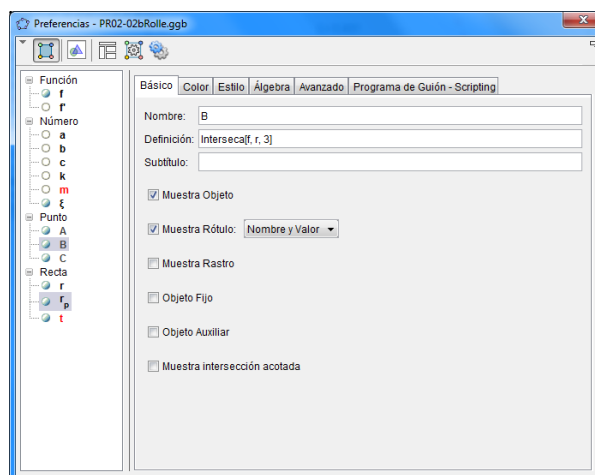 Preferencias - PR02-02bRolle.ggb
Función
f
f'
Número
a
b
c
k
m
ξ
Punto
A
B
C
Recta
r
rₚ
t
Básico Color Estilo Álgebra Avanzado Programa de Guión - Scripting
Nombre: B
Definición: Interseca[f, r, 3]
Subtítulo:
Muestra Objeto
Muestra Rótulo: Nombre y Valor
Muestra Rastro
Objeto Fijo
Objeto Auxiliar
Muestra intersección acotada